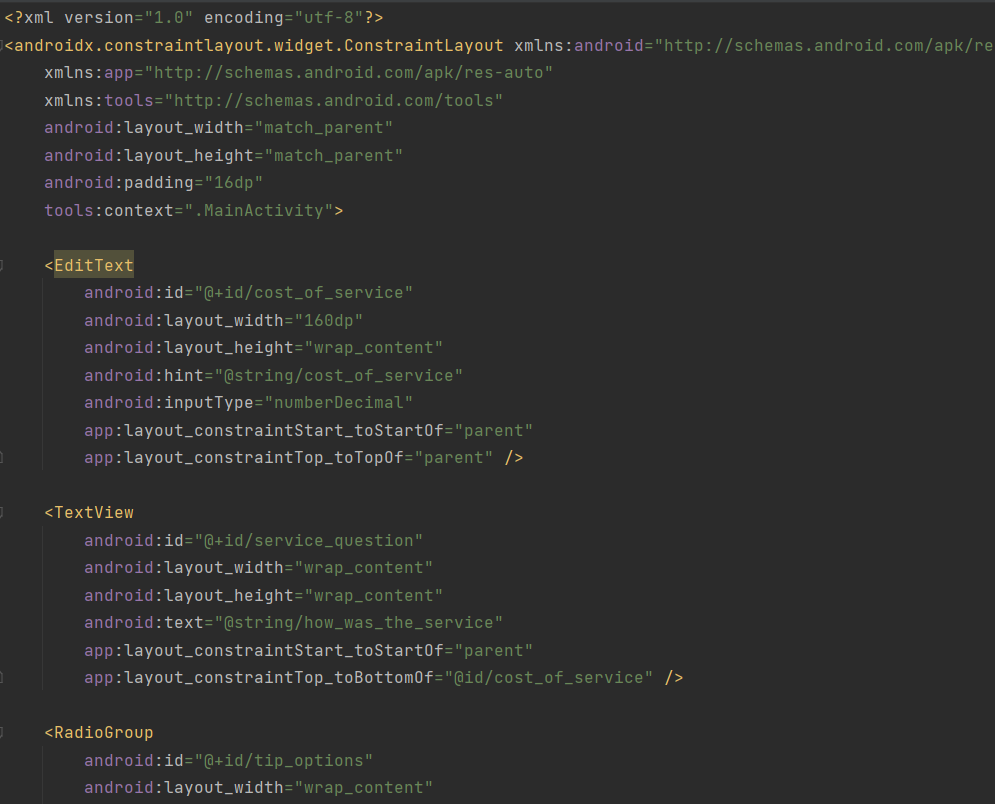 <?xml version="1.0" encoding="utf-8"?>
<androidx.constraintlayout.widget.ConstraintLayout xmlns:android="http://schemas.android.com/apk/re
    xmlns:app="http://schemas.android.com/apk/res-auto"
    xmlns:tools="http://schemas.android.com/tools"
    android:layout_width="match_parent"
    android:layout_height="match_parent"
    android:padding="16dp"
    tools:context=".MainActivity">

    <EditText
        android:id="@+id/cost_of_service"
        android:layout_width="160dp"
        android:layout_height="wrap_content"
        android:hint="@string/cost_of_service"
        android:inputType="numberDecimal"
        app:layout_constraintStart_toStartOf="parent"
        app:layout_constraintTop_toTopOf="parent" />

    <TextView
        android:id="@+id/service_question"
        android:layout_width="wrap_content"
        android:layout_height="wrap_content"
        android:text="@string/how_was_the_service"
        app:layout_constraintStart_toStartOf="parent"
        app:layout_constraintTop_toBottomOf="@id/cost_of_service" />

    <RadioGroup
        android:id="@+id/tip_options"
        android:layout_width="wrap_content"